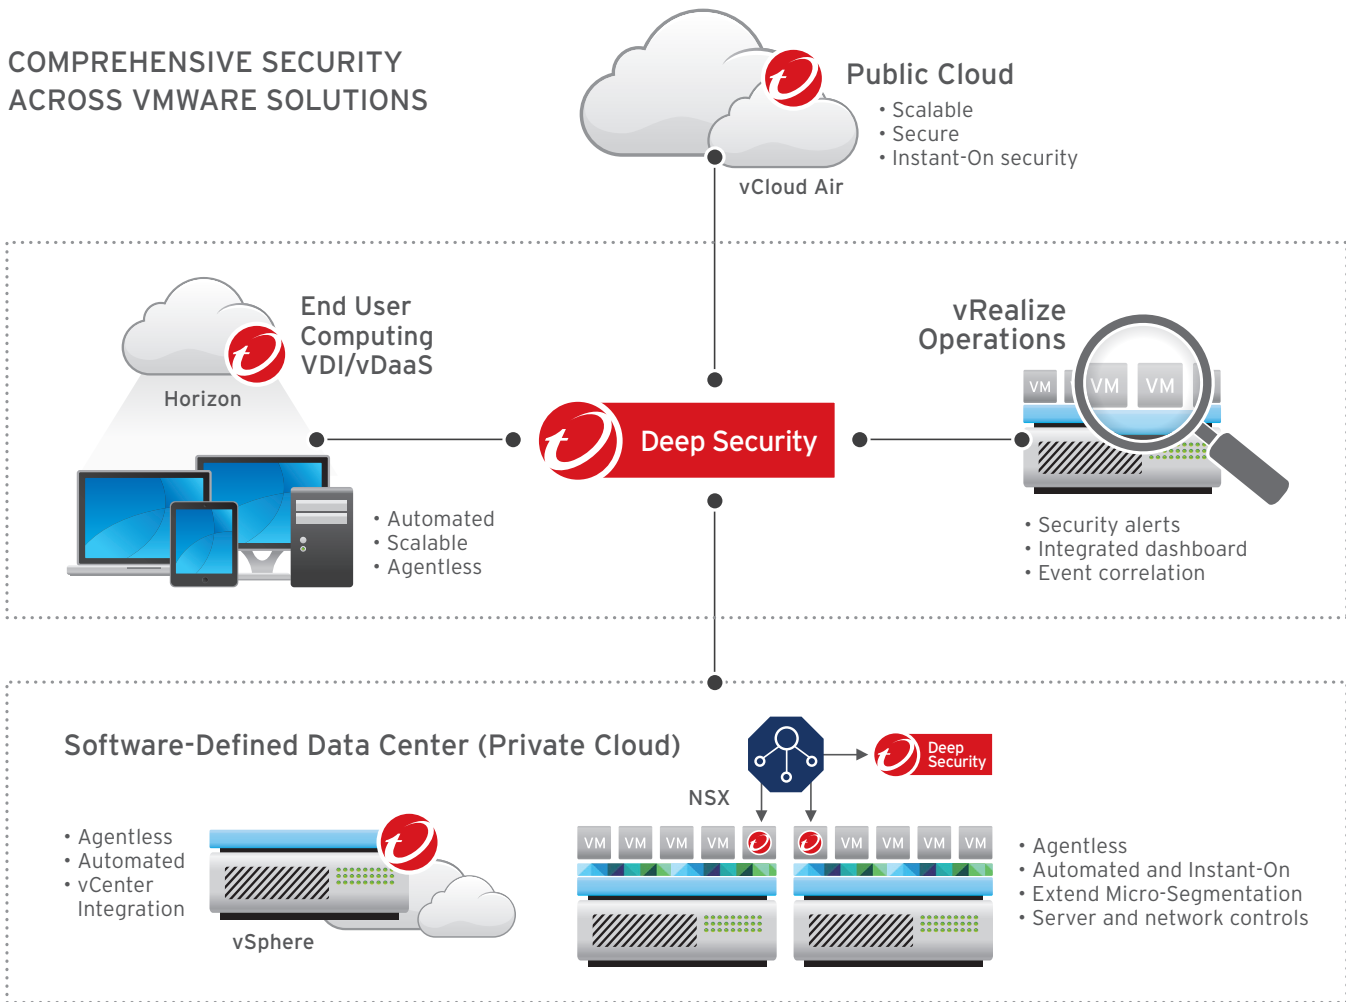 COMPREHENSIVE SECURITY
ACROSS VMWARE SOLUTIONS
Public Cloud
• Scalable
• Secure
• Instant-On security
vCloud Air
End User
Computing
VDI/vDaaS
Horizon
• Automated
• Scalable
• Agentless
Deep Security
vRealize
Operations
VM VM VM
• Security alerts
• Integrated dashboard
• Event correlation
Software-Defined Data Center (Private Cloud)
• Agentless
• Automated
• vCenter
Integration
vSphere
NSX
Deep
Security
VM VM VM VM VM VM VM VM
• Agentless
• Automated and Instant-On
• Extend Micro-Segmentation
• Server and network controls